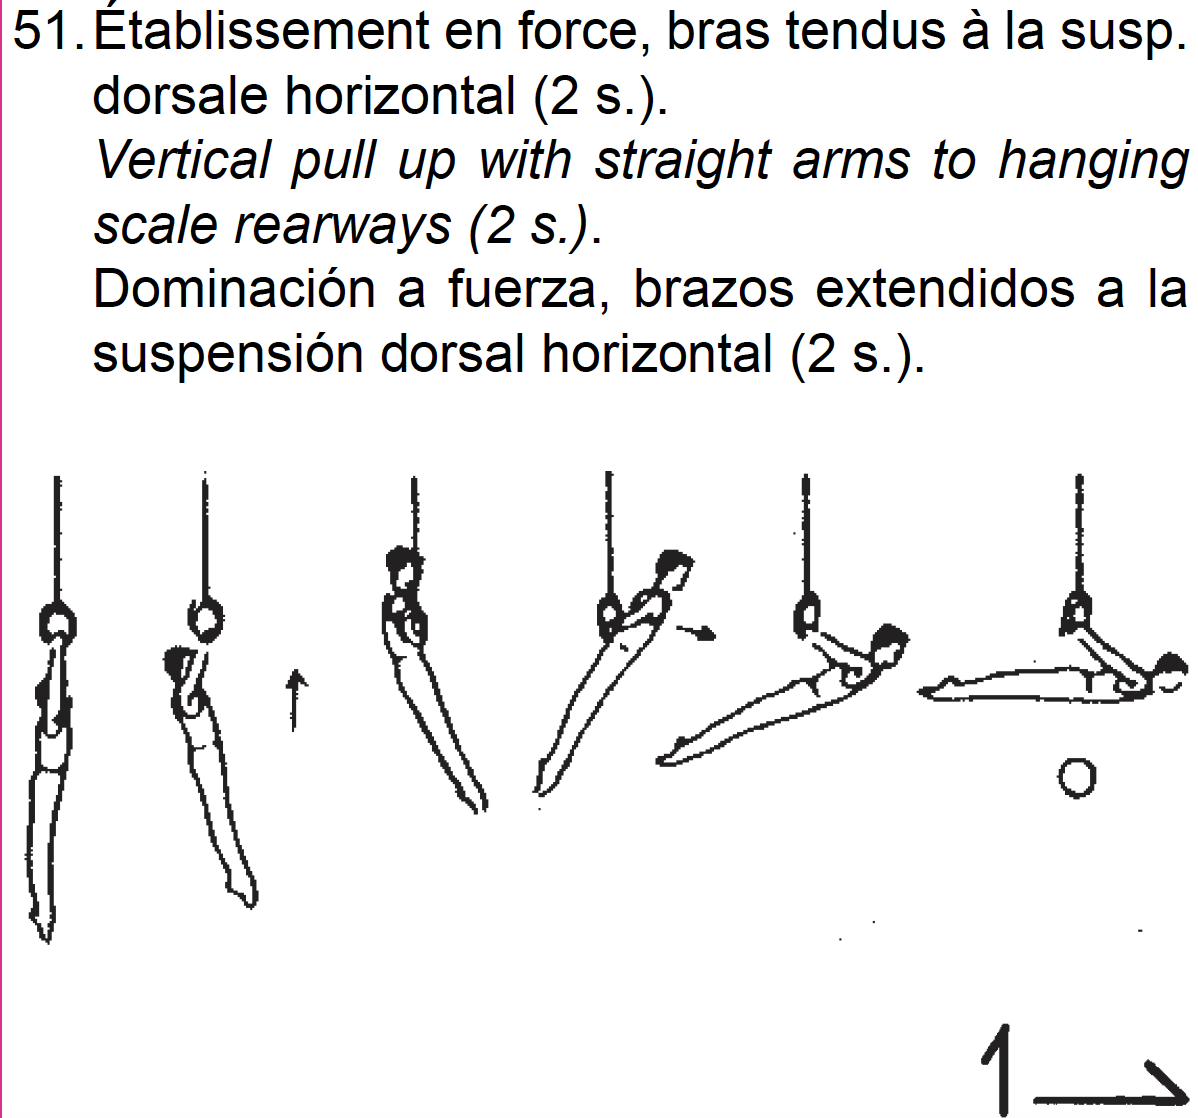 51. Établissement en force, bras tendus à la susp.
dorsale horizontal (2 s.).
Vertical pull up with straight arms to hanging
scale rearways (2 s.).
Dominación a fuerza, brazos extendidos a la
suspensión dorsal horizontal (2 s.).
1